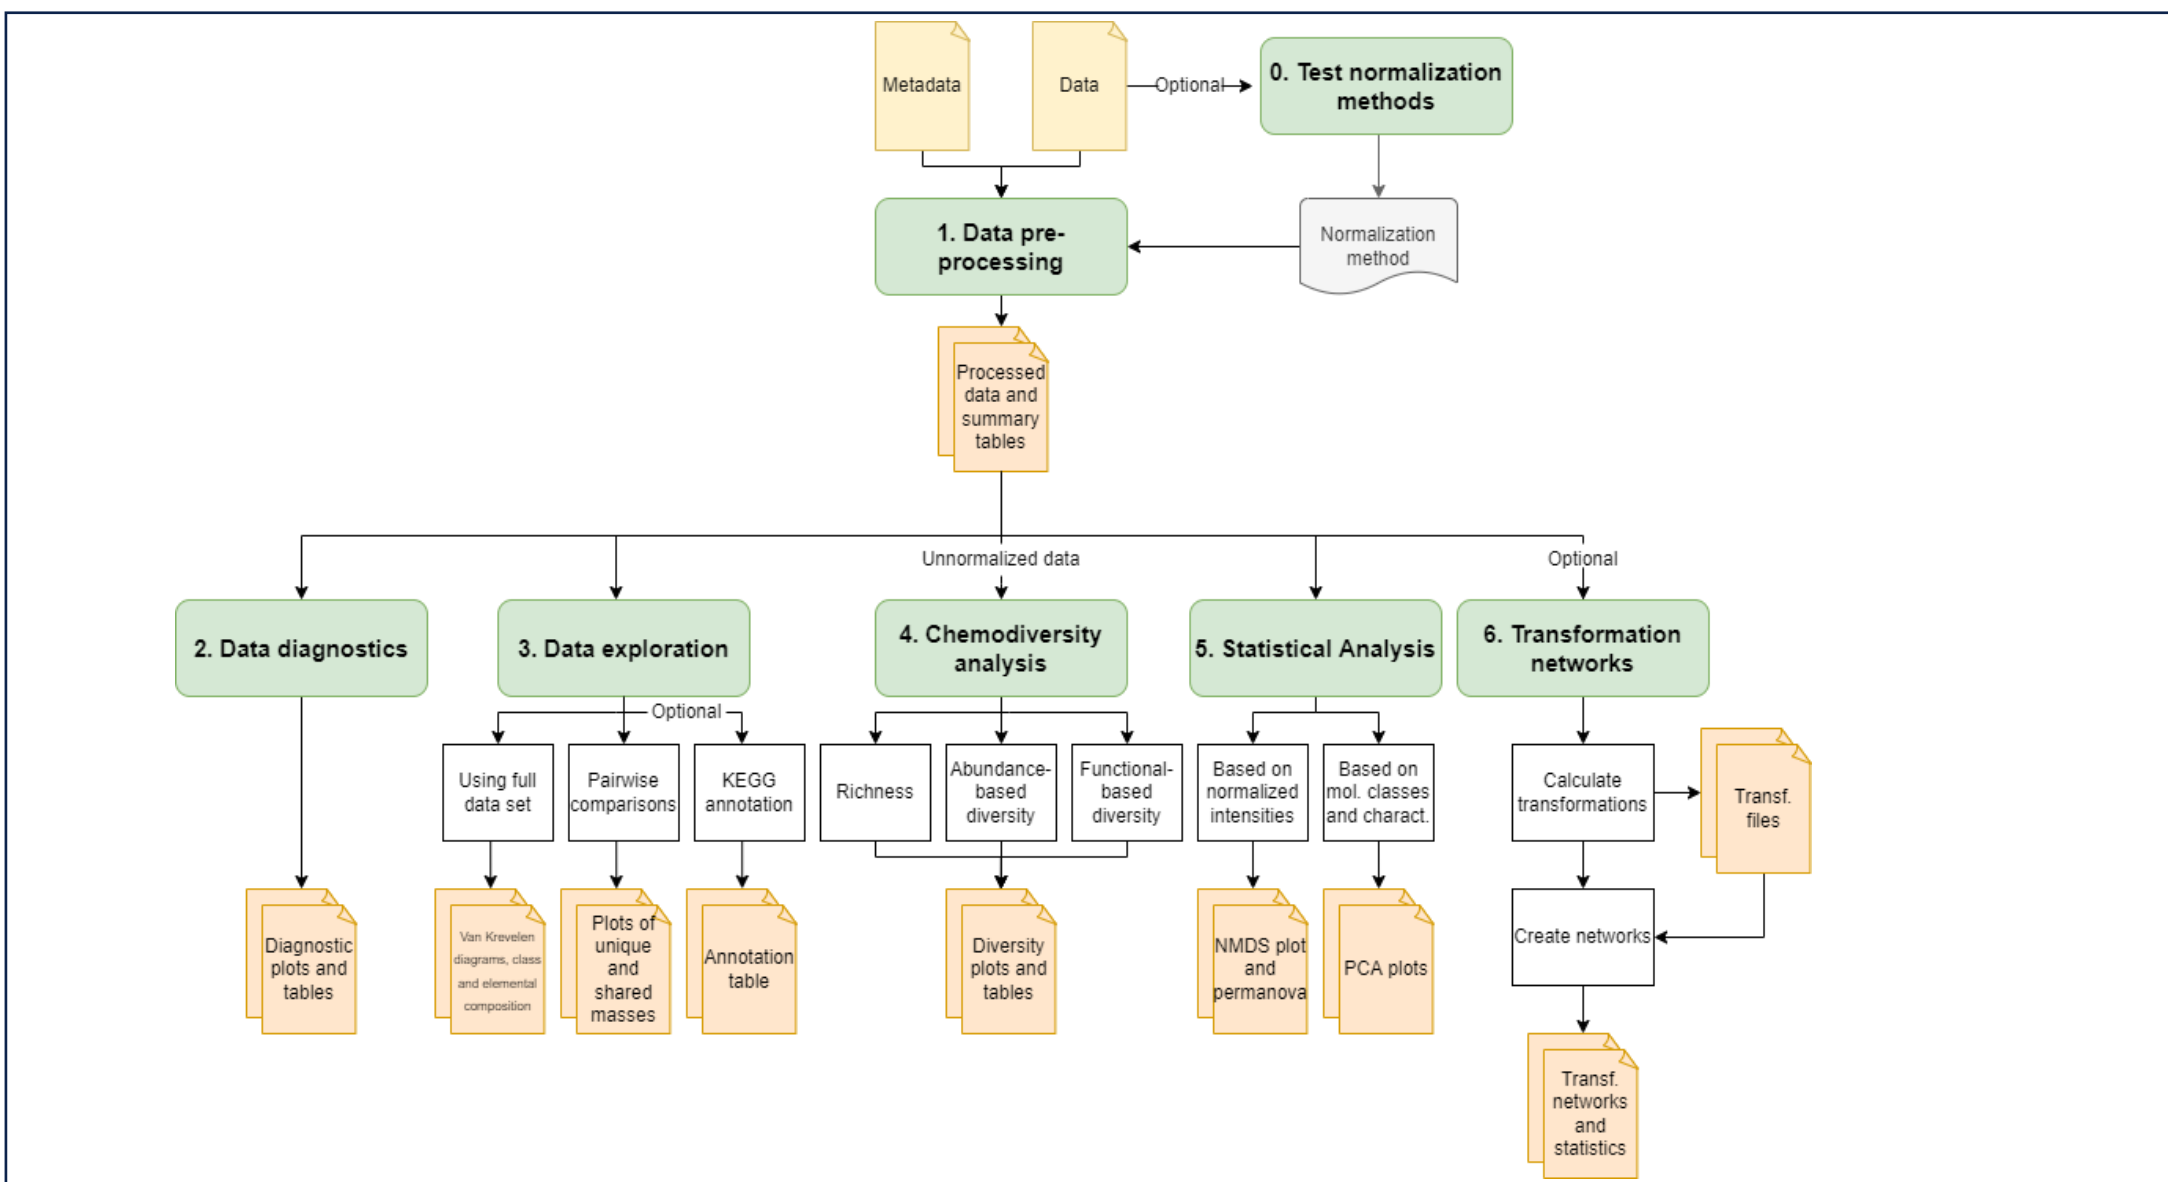 Metadata
Data
Optional
0. Test normalization
methods
1. Data pre-
processing
Normalization
method
Processed
data and
summary
tables
Unnormalized data
Optional
2. Data diagnostics
3. Data exploration
4. Chemodiversity
analysis
5. Statistical Analysis
6. Transformation
networks
Optional
Using full
data set
Pairwise
comparisons
KEGG
annotation
Richness
Abundance-
based
diversity
Functional-
based
diversity
Based on
normalized
intensities
Based on
mol. classes
and charact.
Calculate
transformations
Transf.
files
Diagnostic
plots and
tables
Van Krevelen
diagrams, class
and elemental
composition
Plots of
unique
and
shared
masses
Annotation
table
Diversity
plots and
tables
NMDS plot
and
permanova
PCA plots
Create networks
Transf.
networks
and
statistics